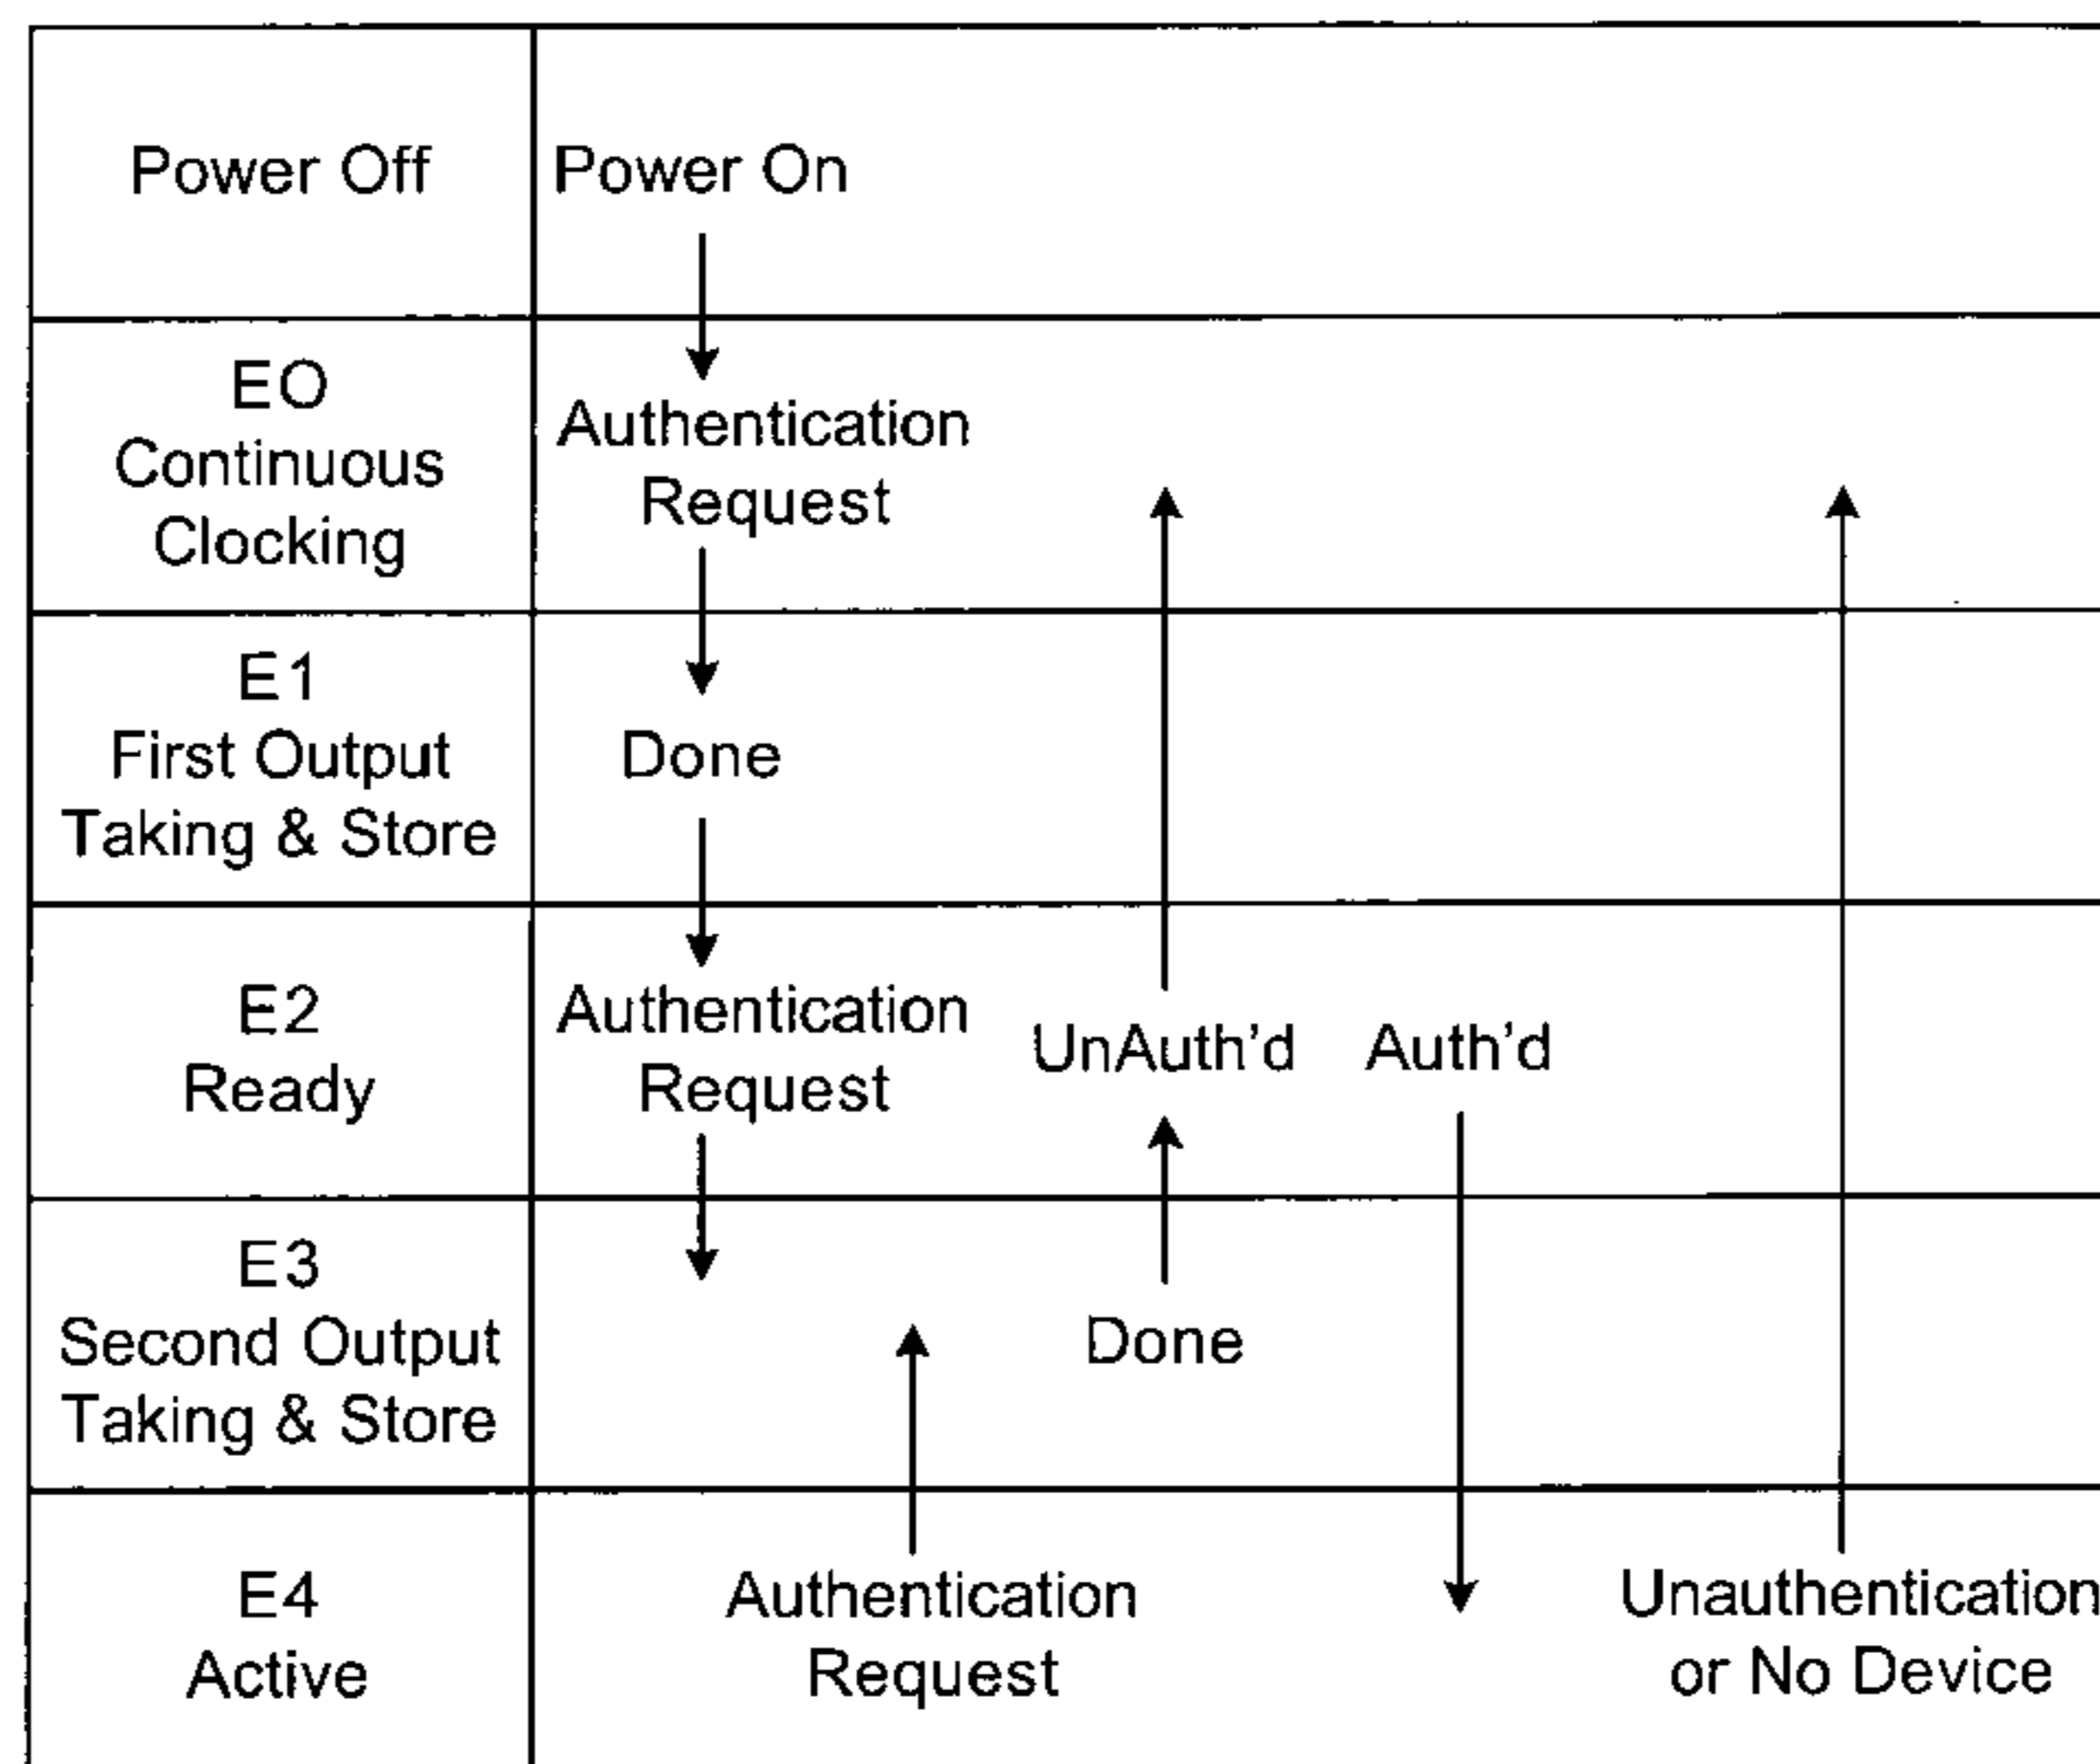 Power Off
Power On
EO
Continuous
Clocking
Authentication
Request
E1
First Output
Taking & Store
Done
E2
Ready
Authentication
Request
UnAuth'd
Auth'd
E3
Second Output
Taking & Store
Done
E4
Active
Authentication
Request
Unauthentication
or No Device